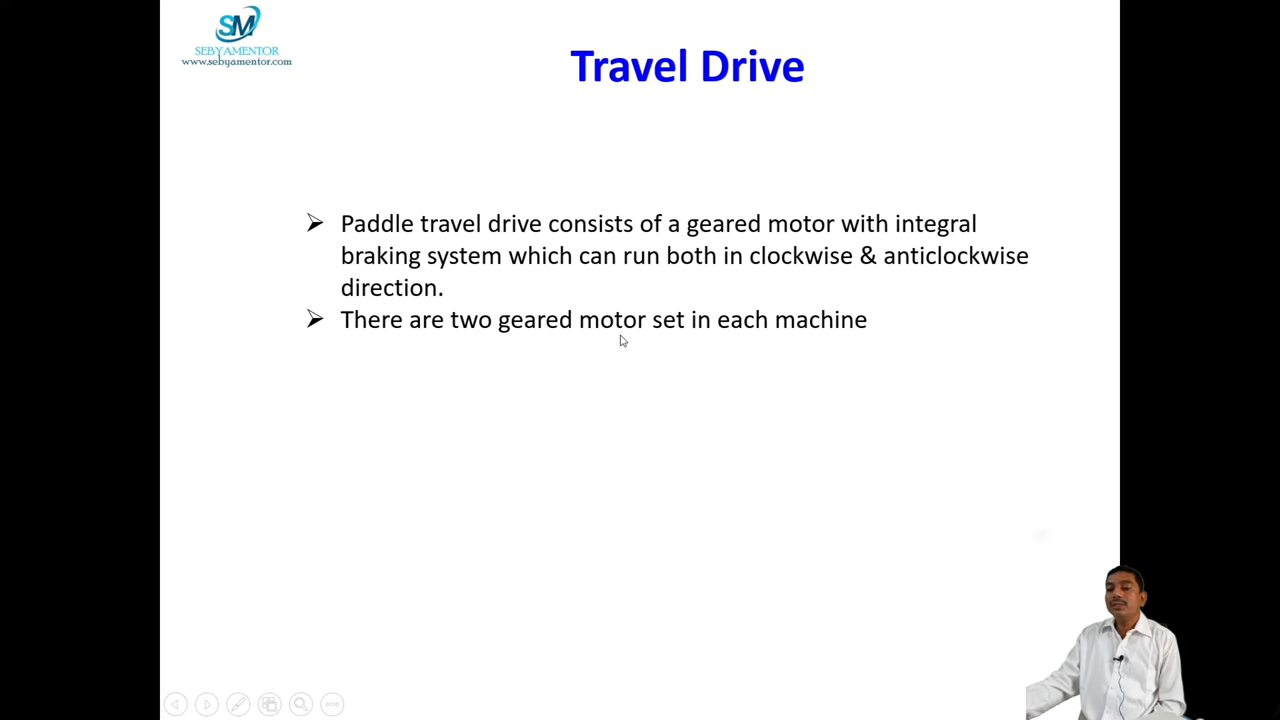 SM
SEBYAMENTOR
www.sebyamentor.com
Travel Drive
Paddle travel drive consists of a geared motor with integral
braking system which can run both in clockwise & anticlockwise
direction.
There are two geared motor set in each machine